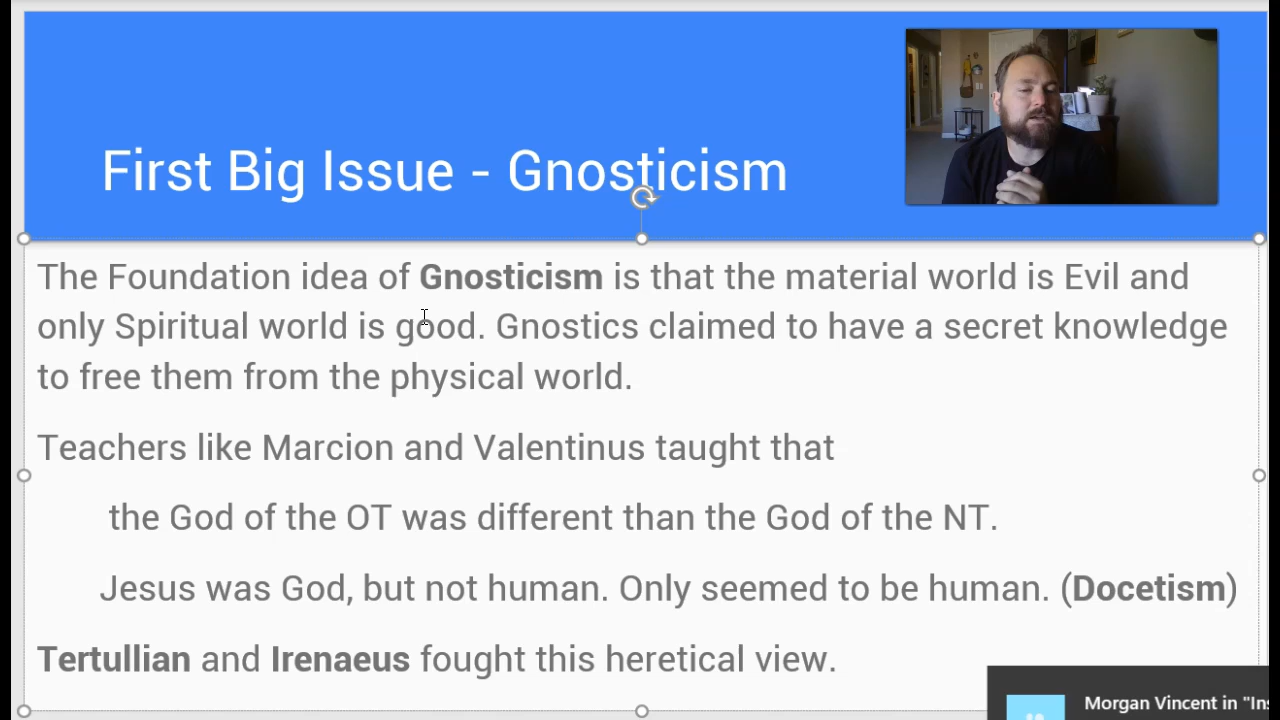 First Big Issue - Gnosticism
The Foundation idea of Gnosticism is that the material world is Evil and
only Spiritual world is good. Gnostics claimed to have a secret knowledge
to free them from the physical world.
Teachers like Marcion and Valentinus taught that
the God of the OT was different than the God of the NT.
Jesus was God, but not human. Only seemed to be human. (Docetism)
Tertullian and Irenaeus fought this heretical view.
Morgan Vincent in "Ins